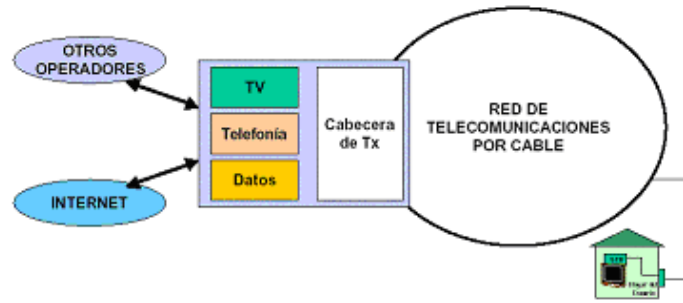 OTROS
OPERADORES
TV
Telefonía
Datos
Cabecera
de Tx
RED DE
TELECOMUNICACIONES
POR CABLE
INTERNET